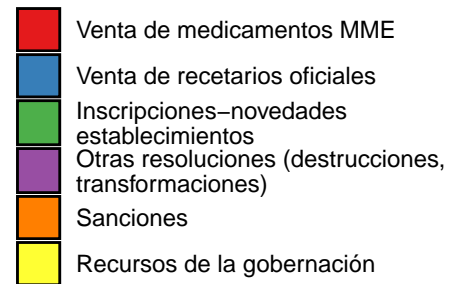 Venta de medicamentos MME
Venta de recetarios oficiales
Inscripciones−novedades
establecimientos
Otras resoluciones (destrucciones,
transformaciones)
Sanciones
Recursos de la gobernación